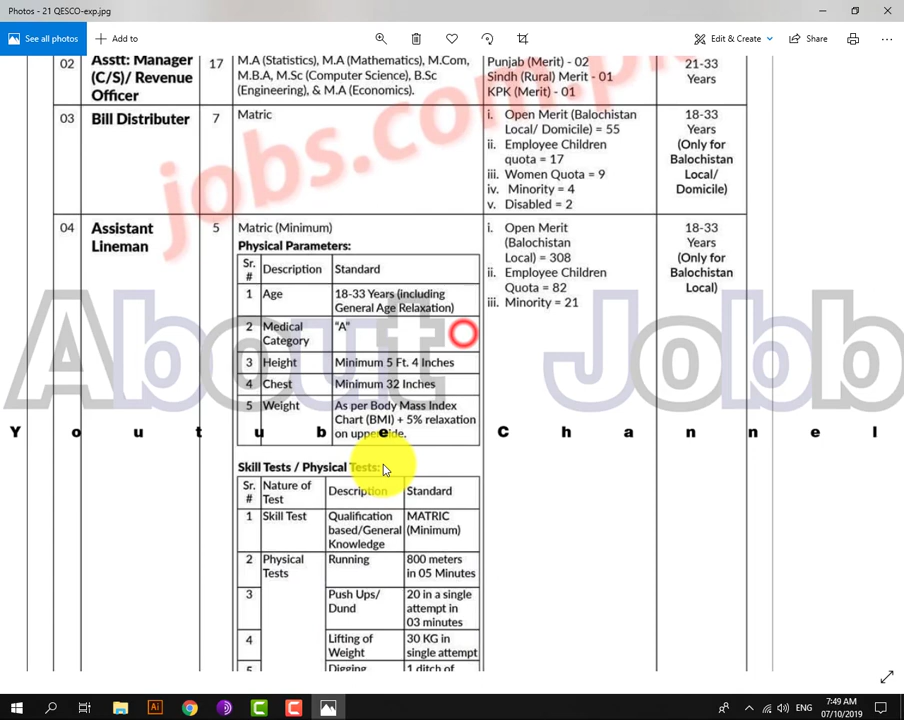 Photos - 21 QESCO-exp.jpg
See all photos
Add to
Edit & Create
Share
02
Asstt: Manager
(C/S)/ Revenue
Officer
17
M.A (Statistics), M.A (Mathematics), M.Com,
M.B.A, M.Sc (Computer Science), B.Sc
(Engineering), & M.A (Economics).
Punjab (Merit) - 02
Sindh (Rural) Merit - 01
KPK (Merit) - 01
21-33
Years
03
Bill Distributer
7
Matric
i. Open Merit (Balochistan
Local/ Domicile) = 55
ii. Employee Children
quota = 17
iii. Women Quota = 9
iv. Minority = 4
v. Disabled = 2
18-33
Years
(Only for
Balochistan
Local/
Domicile)
jobs.com.p
04
Assistant
Lineman
5
Matric (Minimum)
Physical Parameters:
Sr. # Description Standard
1 Age 18-33 Years (including
General Age Relaxation)
2 Medical Category "A"
3 Height Minimum 5 Ft. 4 Inches
4 Chest Minimum 32 Inches
5 Weight As per Body Mass Index
Chart (BMI) + 5% relaxation
on upper side.
i. Open Merit
(Balochistan
Local) = 308
ii. Employee Children
Quota = 82
iii. Minority = 21
18-33
Years
(Only for
Balochistan
Local)
About Jobb
Youtube Channel
Skill Tests / Physical Tests:
Sr. # Nature of Test Description Standard
1 Skill Test Qualification based/General Knowledge MATRIC (Minimum)
2 Physical Tests Running 800 meters in 05 Minutes
3 Push Ups/ Dund 20 in a single attempt in 03 minutes
4 Lifting of Weight 30 KG in single attempt
5 Digging 1 ditch of
ENG
7:49 AM
07/10/2019